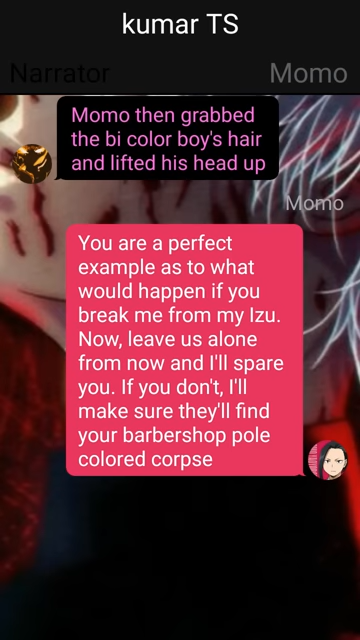 kumar TS
Narrator
Momo
Momo then grabbed
the bi color boy's hair
and lifted his head up
Momo
You are a perfect
example as to what
would happen if you
break me from my Izu.
Now, leave us alone
from now and I'll spare
you. If you don't, I'll
make sure they'll find
your barbershop pole
colored corpse